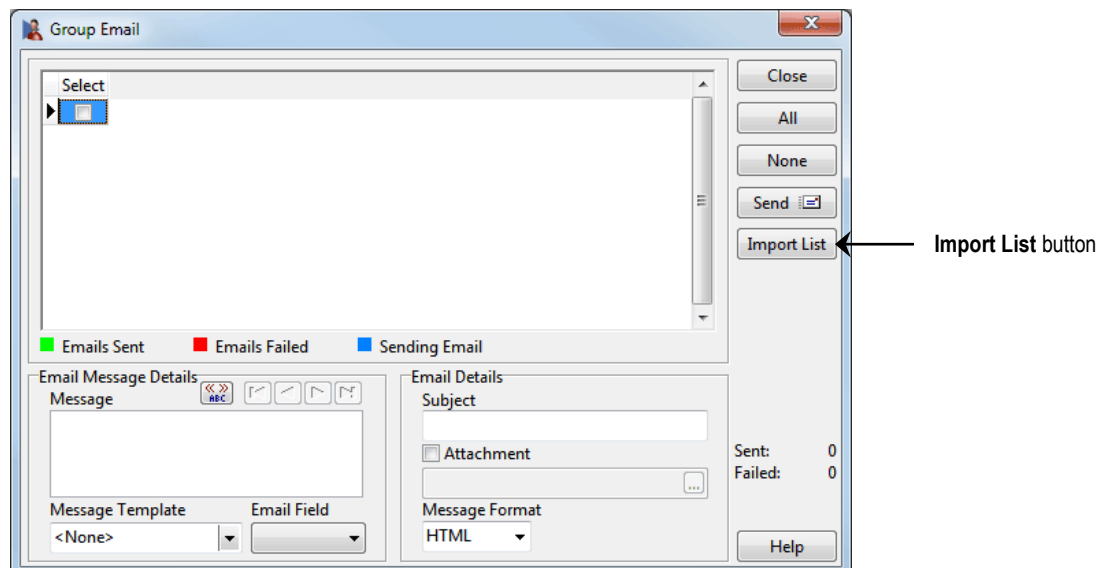 Group Email
x
Select
Close
All
None
Send
Import List
Import List button
Emails Sent Emails Failed Sending Email
Email Message Details
Message
« »
ABC
Message Template Email Field
<None>
Email Details
Subject
Attachment
...
Message Format
HTML
Sent: 0
Failed: 0
Help